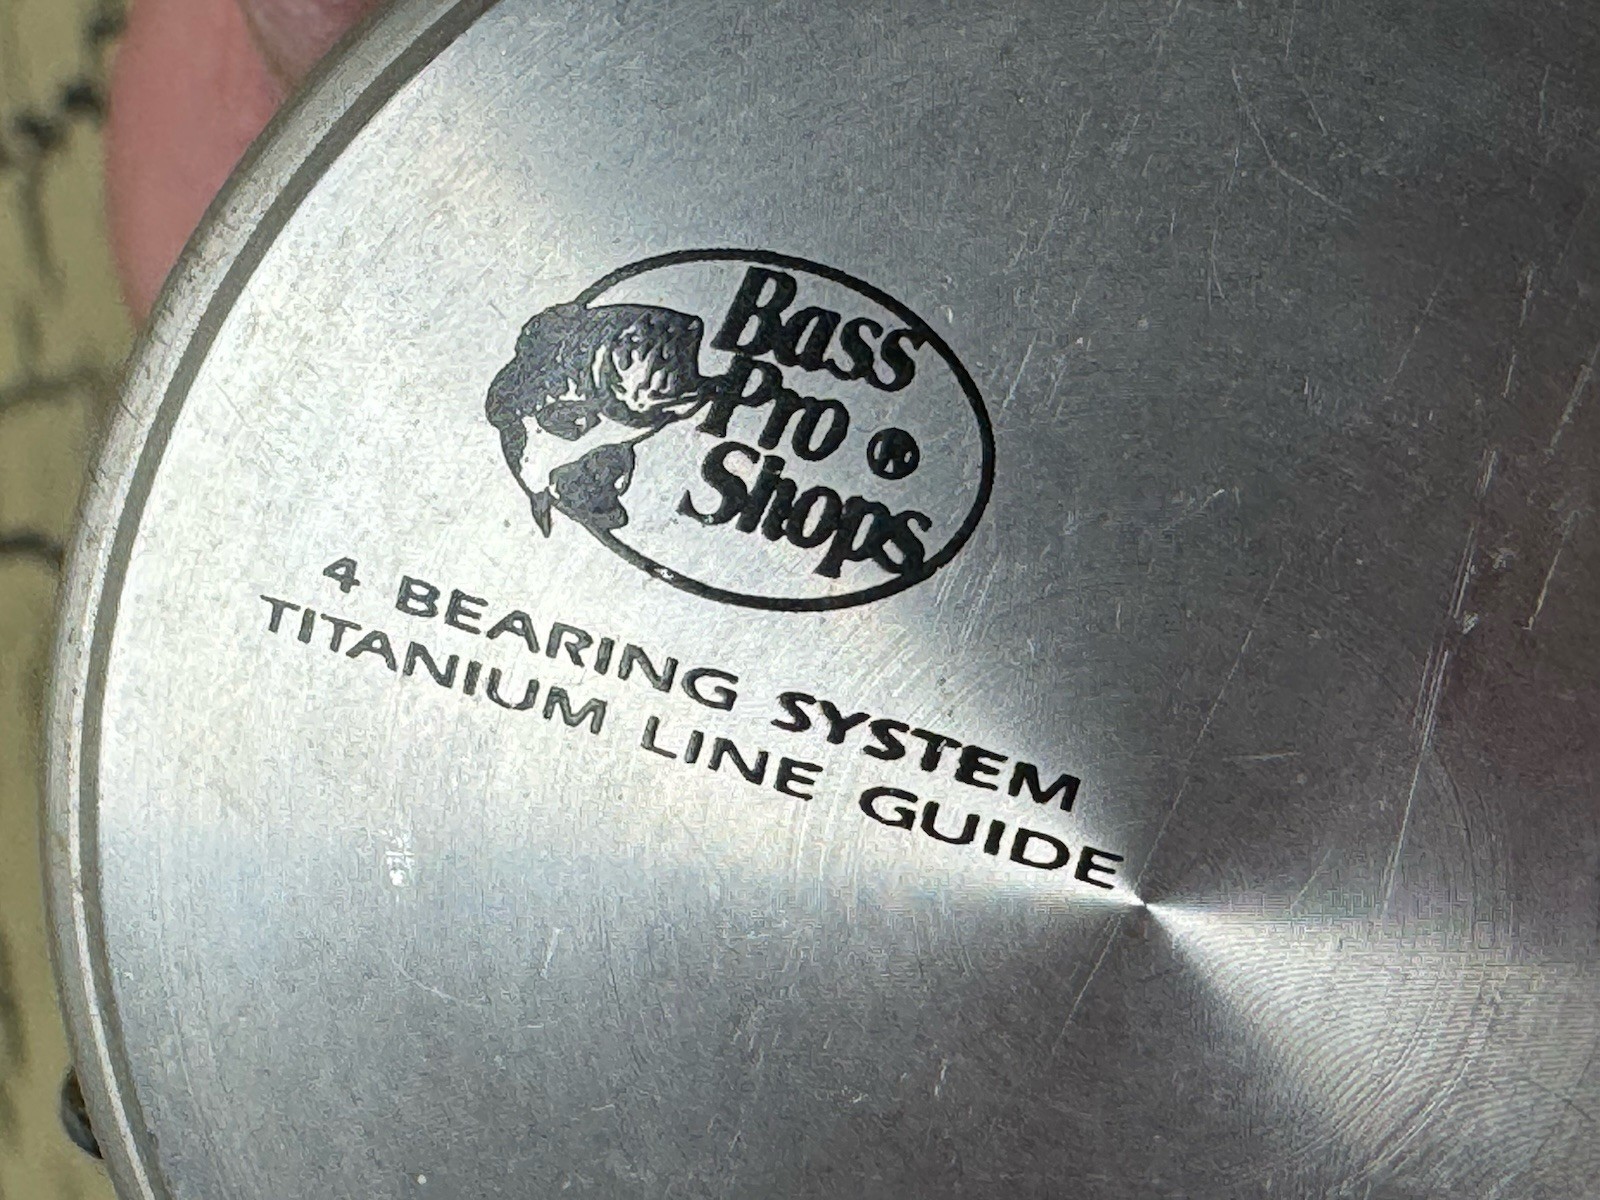 Bass
Pro ®
Shops
4 BEARING SYSTEM
TITANIUM LINE GUIDE